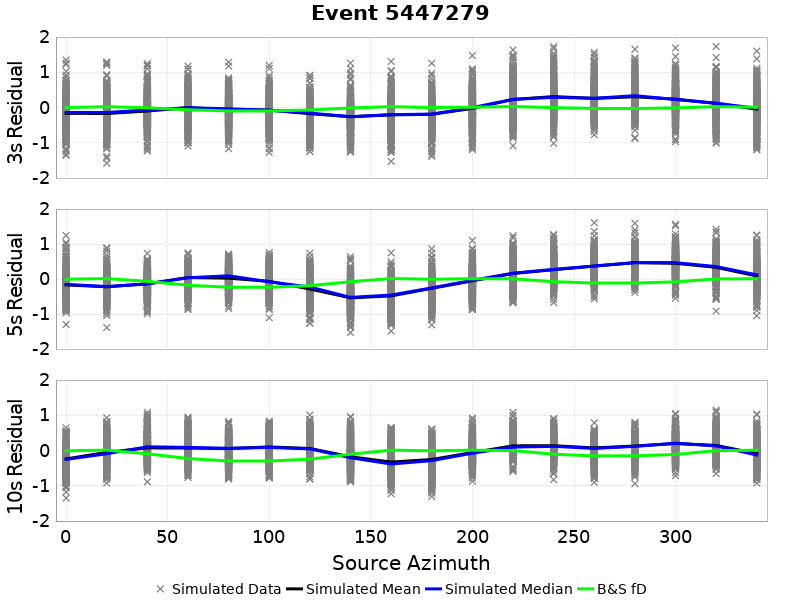 Event 5447279
2
1
0
-1
-2
3s Residual
2
1
0
-1
-2
5s Residual
2
1
0
-1
-2
10s Residual
0 50 100 150 200 250 300
Source Azimuth
Simulated Data Simulated Mean Simulated Median B&S fD